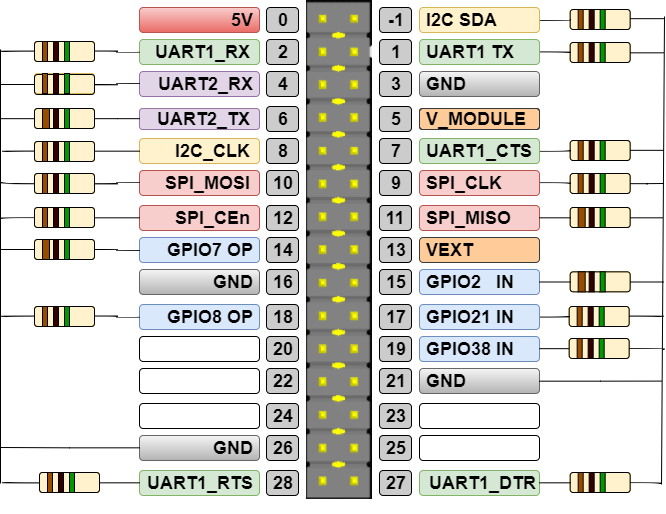 5V 0 -1 I2C SDA
UART1_RX 2 1 UART1 TX
UART2_RX 4 3 GND
UART2_TX 6 5 V_MODULE
I2C_CLK 8 7 UART1_CTS
SPI_MOSI 10 9 SPI_CLK
SPI_CEn 12 11 SPI_MISO
GPIO7 OP 14 13 VEXT
GND 16 15 GPIO2 IN
GPIO8 OP 18 17 GPIO21 IN
20 19 GPIO38 IN
22 21 GND
24 23
GND 26 25
UART1_RTS 28 27 UART1_DTR